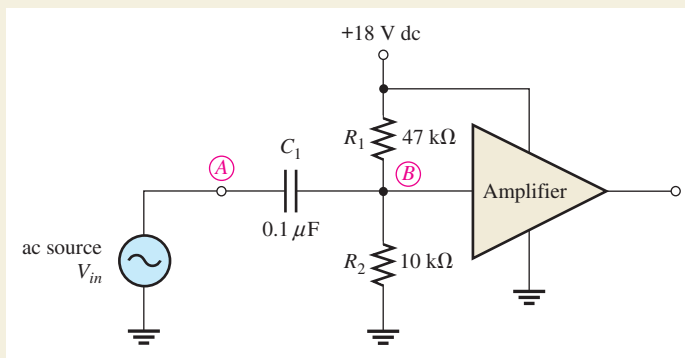 +18 V dc
R1 47 kΩ
C1
A
B
Amplifier
0.1 μF
ac source
Vin
R2 10 kΩ